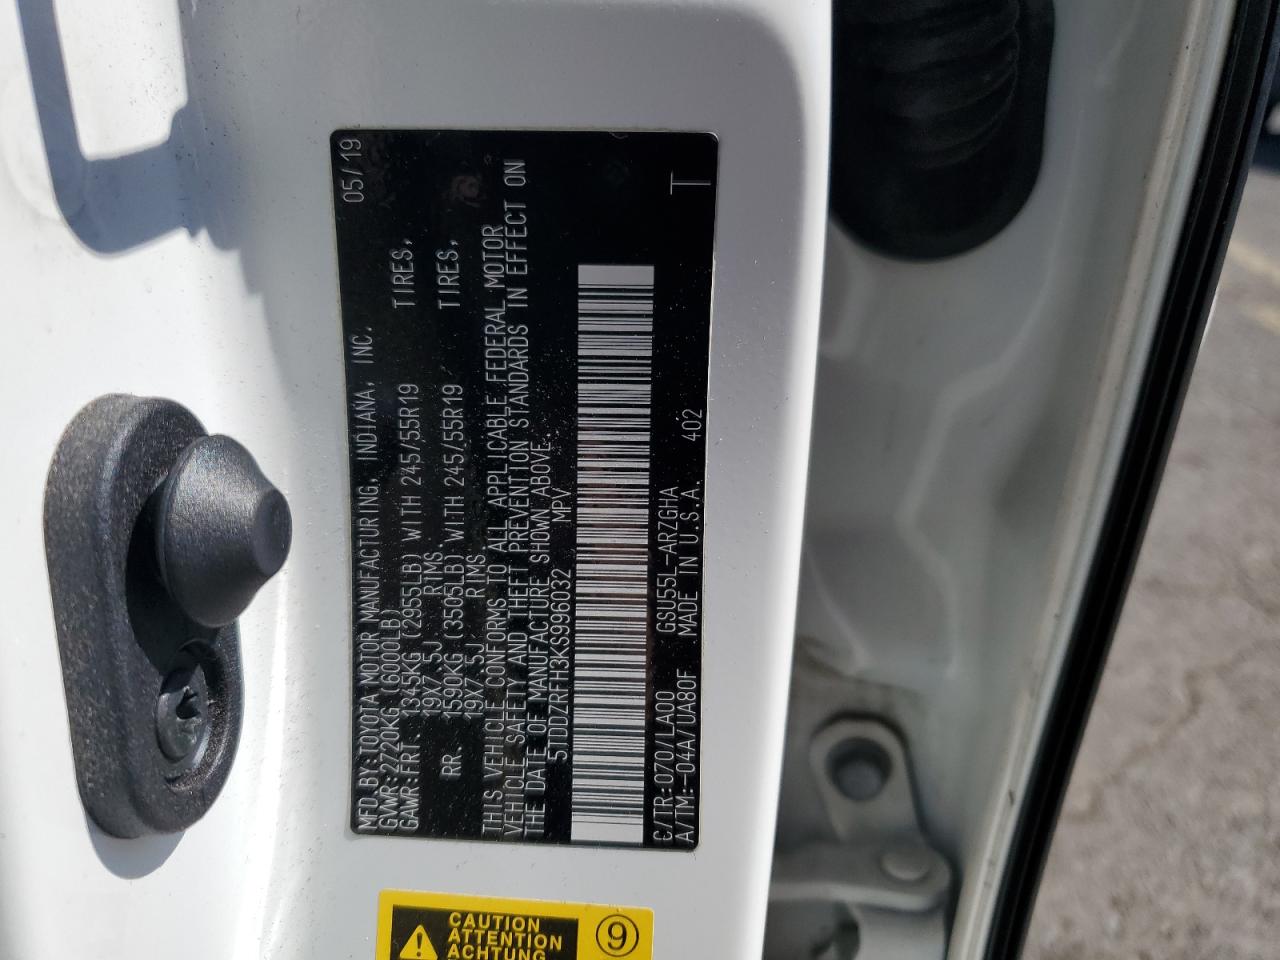 MFD.BY:TOYOTA MOTOR MANUFACTURING, INDIANA, INC. 05/19
GVWR:2720KG (6000LB)
GAWR:FRT. 1345KG (2955LB) WITH 245/55R19 TIRES,
19X7.5J RIMS,
RR. 1590KG (3505LB) WITH 245/55R19 TIRES,
19X7.5J RIMS.
THIS VEHICLE CONFORMS TO ALL APPLICABLE FEDERAL MOTOR
VEHICLE SAFETY AND THEFT PREVENTION STANDARDS IN EFFECT ON
THE DATE OF MANUFACTURE SHOWN ABOVE.
5TDDZRFH3KS996032 MPV
C/TR:070/LA00 GSU55L-ARZGHA
A/TM:-04A/UA80F MADE IN U.S.A. 402 T
CAUTION
ATTENTION
ACHTUNG
9